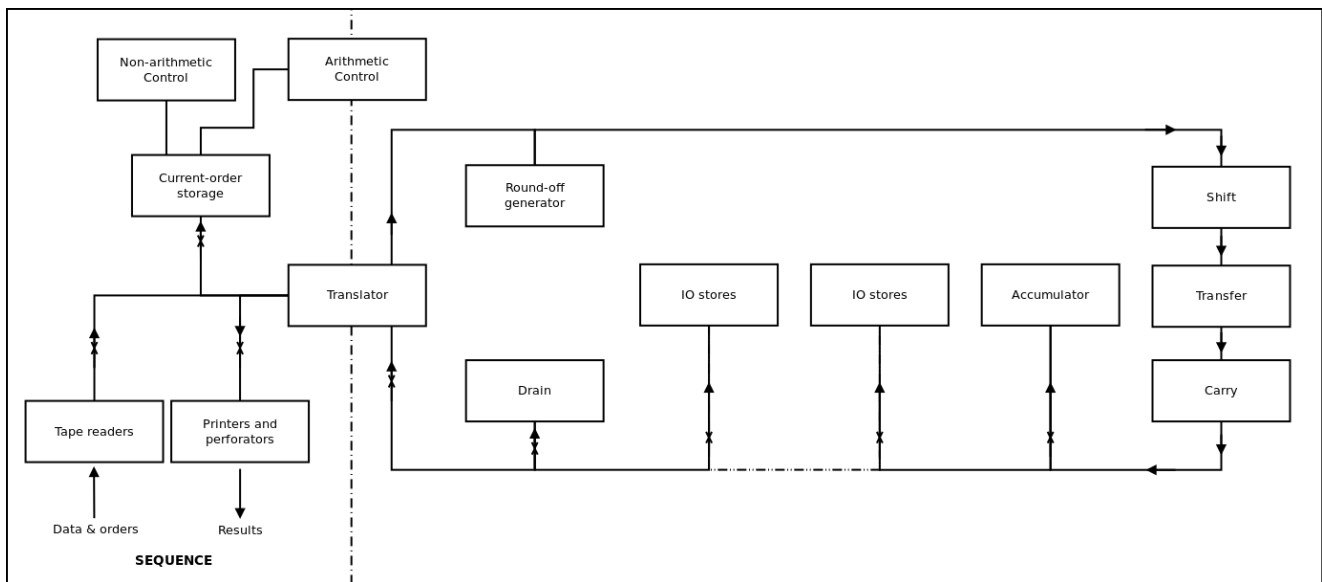 Non-arithmetic
Control
Arithmetic
Control
Current-order
storage
Round-off
generator
Shift
Translator
IO stores
IO stores
Accumulator
Transfer
Drain
Carry
Tape readers
Printers and
perforators
Data & orders
Results
SEQUENCE